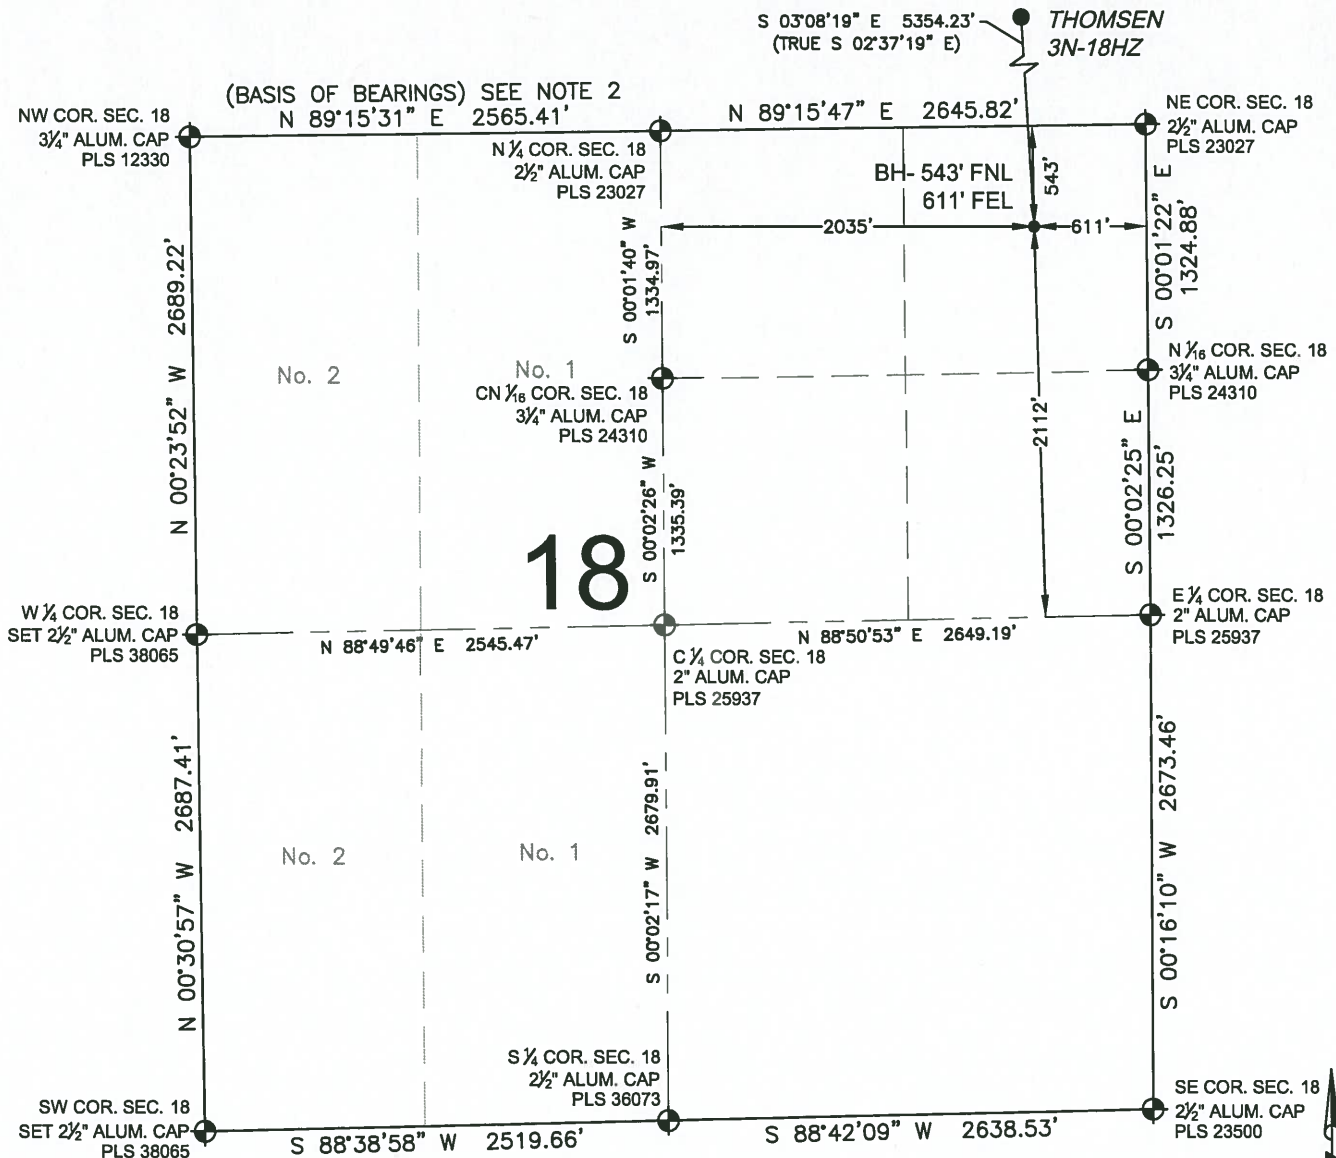 S 03°08'19" E 5354.23'
(TRUE S 02°37'19" E)
THOMSEN
3N-18HZ
(BASIS OF BEARINGS) SEE NOTE 2
N 89°15'31" E 2565.41'
N 89°15'47" E 2645.82'
NW COR. SEC. 18
3¼" ALUM. CAP
PLS 12330
N ¼ COR. SEC. 18
2½" ALUM. CAP
PLS 23027
NE COR. SEC. 18
2½" ALUM. CAP
PLS 23027
BH- 543' FNL
611' FEL
543'
2035'
611'
S 00°01'22" E
1324.88'
S 00°01'40" W
1334.97'
N 00°23'52" W 2689.22'
No. 2
No. 1
CN 1⁄16 COR. SEC. 18
3¼" ALUM. CAP
PLS 24310
N 1⁄16 COR. SEC. 18
3¼" ALUM. CAP
PLS 24310
2112'
S 00°02'26" W
1335.39'
S 00°02'25" E
1326.25'
18
W ¼ COR. SEC. 18
SET 2½" ALUM. CAP
PLS 38065
N 88°49'46" E 2545.47'
N 88°50'53" E 2649.19'
C ¼ COR. SEC. 18
2" ALUM. CAP
PLS 25937
E ¼ COR. SEC. 18
2" ALUM. CAP
PLS 25937
N 00°30'57" W 2687.41'
No. 2
No. 1
S 00°02'17" W 2679.91'
S 00°16'10" W 2673.46'
S ¼ COR. SEC. 18
2½" ALUM. CAP
PLS 36073
SW COR. SEC. 18
SET 2½" ALUM. CAP
PLS 38065
SE COR. SEC. 18
2½" ALUM. CAP
PLS 23500
S 88°38'58" W 2519.66'
S 88°42'09" W 2638.53'